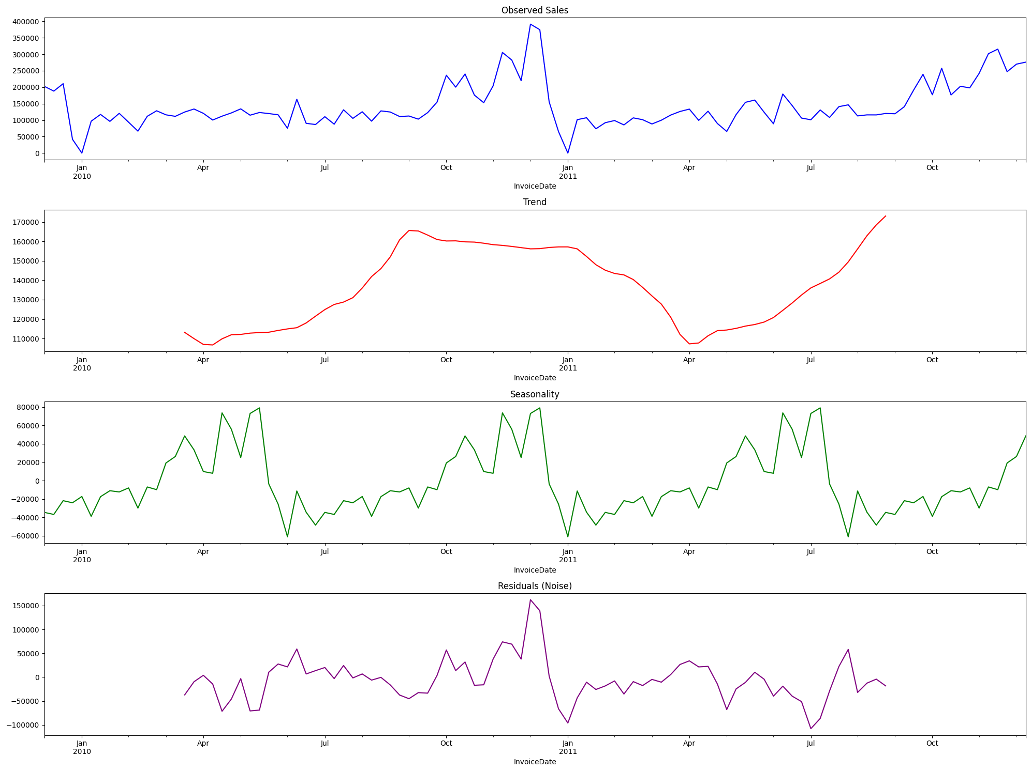 Observed Sales
400000
350000
300000
250000
200000
150000
100000
50000
0
Jan Apr Jul Oct Jan Apr Jul Oct
2010 2011
InvoiceDate
Trend
170000
160000
150000
140000
130000
120000
110000
Jan Apr Jul Oct Jan Apr Jul Oct
2010 2011
InvoiceDate
Seasonality
80000
60000
40000
20000
0
−20000
−40000
−60000
Jan Apr Jul Oct Jan Apr Jul Oct
2010 2011
InvoiceDate
Residuals (Noise)
150000
100000
50000
0
−50000
−100000
Jan Apr Jul Oct Jan Apr Jul Oct
2010 2011
InvoiceDate